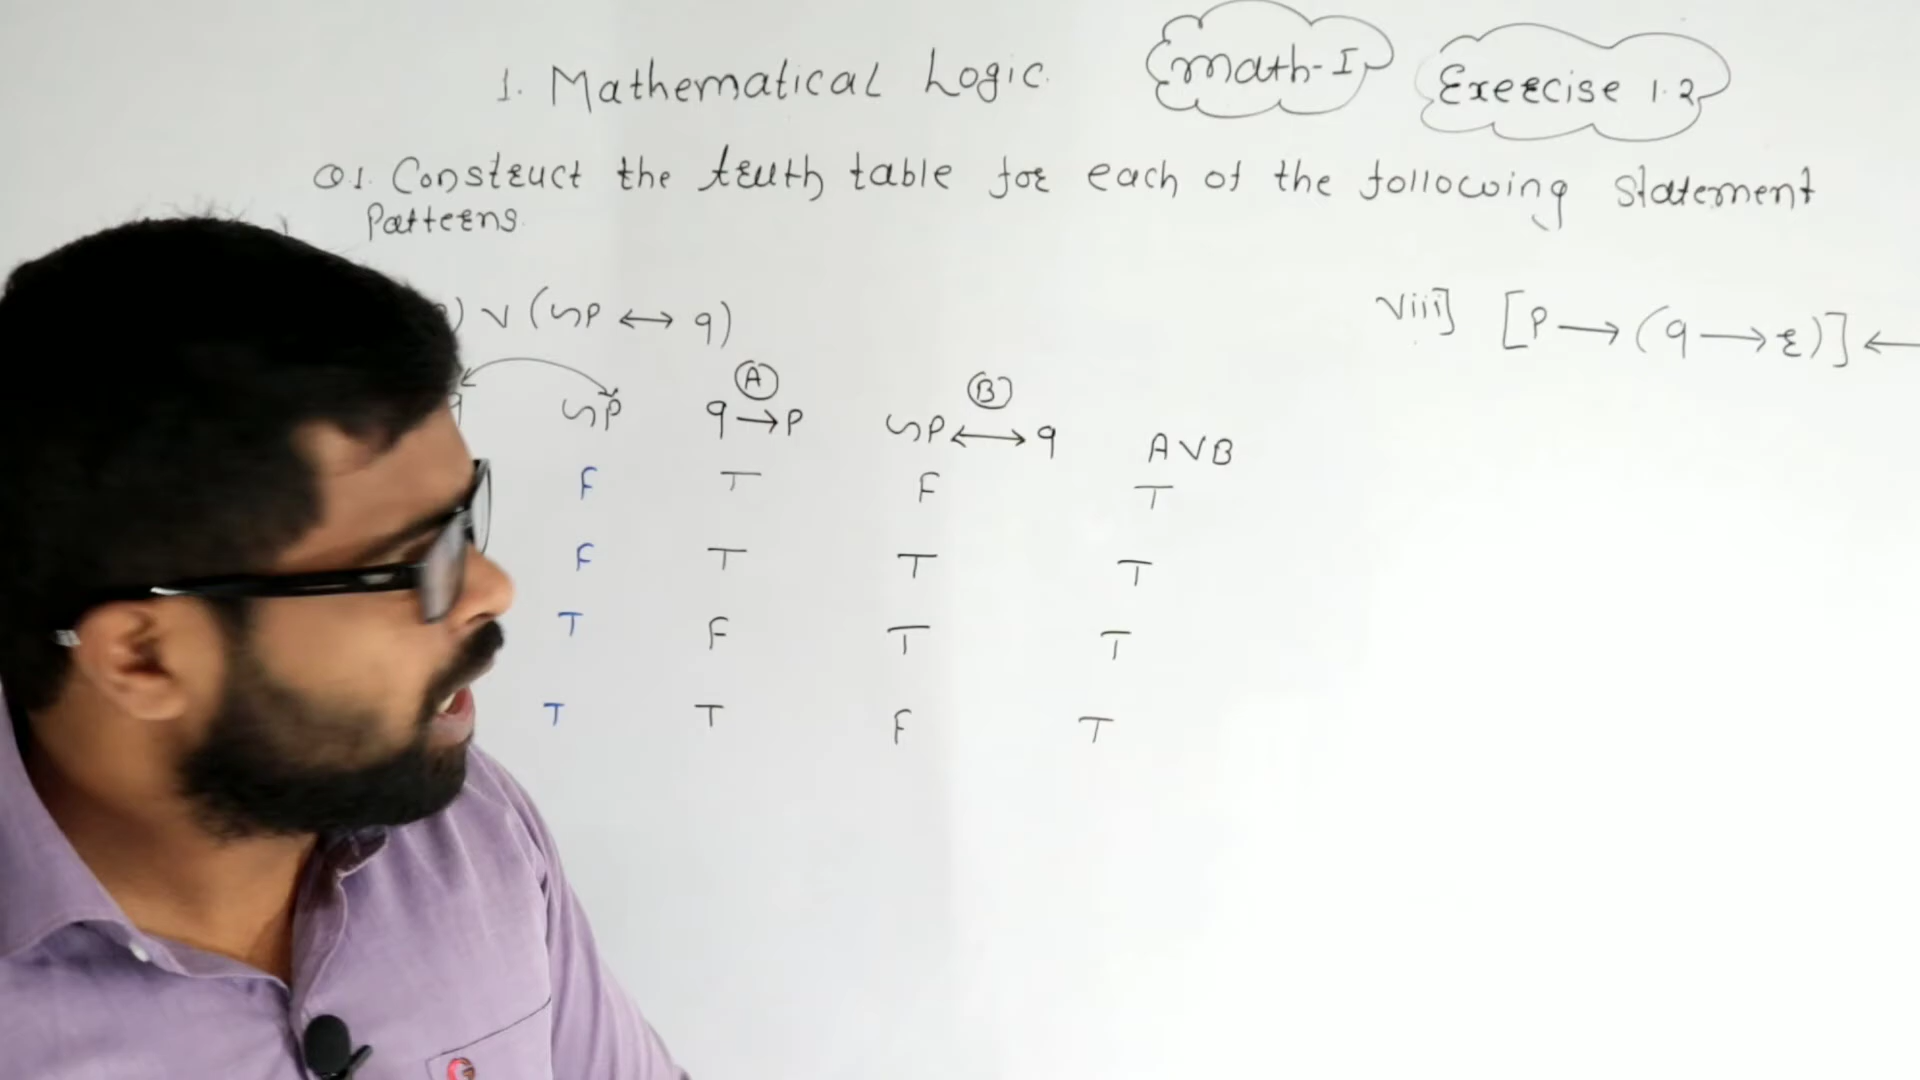 1. Mathematical Logic.
Math-I
Exercise 1.2
Q1. Construct the truth table for each of the following statement
patterns.
) ∨ (∼p ↔ q)
viii] [p → (q → r)] ←
A
B
q ∼p q → p ∼p ↔ q A∨B
F T F T
F T T T
T F T T
T T F T